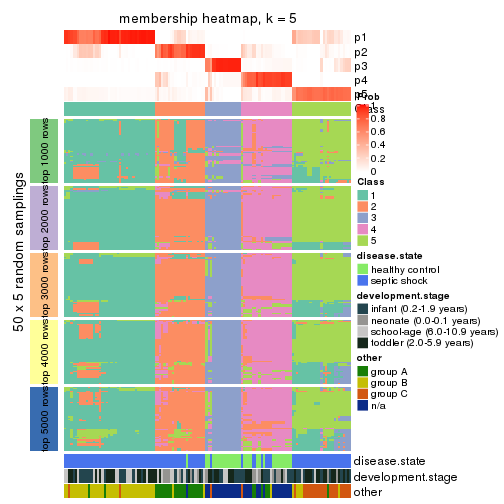 membership heatmap, k = 5
p1
p2
p3
p4
p5
Prob
1
0.8
0.6
0.4
0.2
0
Class
Class
1
2
3
4
5
disease.state
healthy control
septic shock
development.stage
infant (0.2-1.9 years)
neonate (0.0-0.1 years)
school-age (6.0-10.9 years)
toddler (2.0-5.9 years)
other
group A
group B
group C
n/a
50 x 5 random samplings
top 1000 rows
top 2000 rows
top 3000 rows
top 4000 rows
top 5000 rows
disease.state
development.stage
other